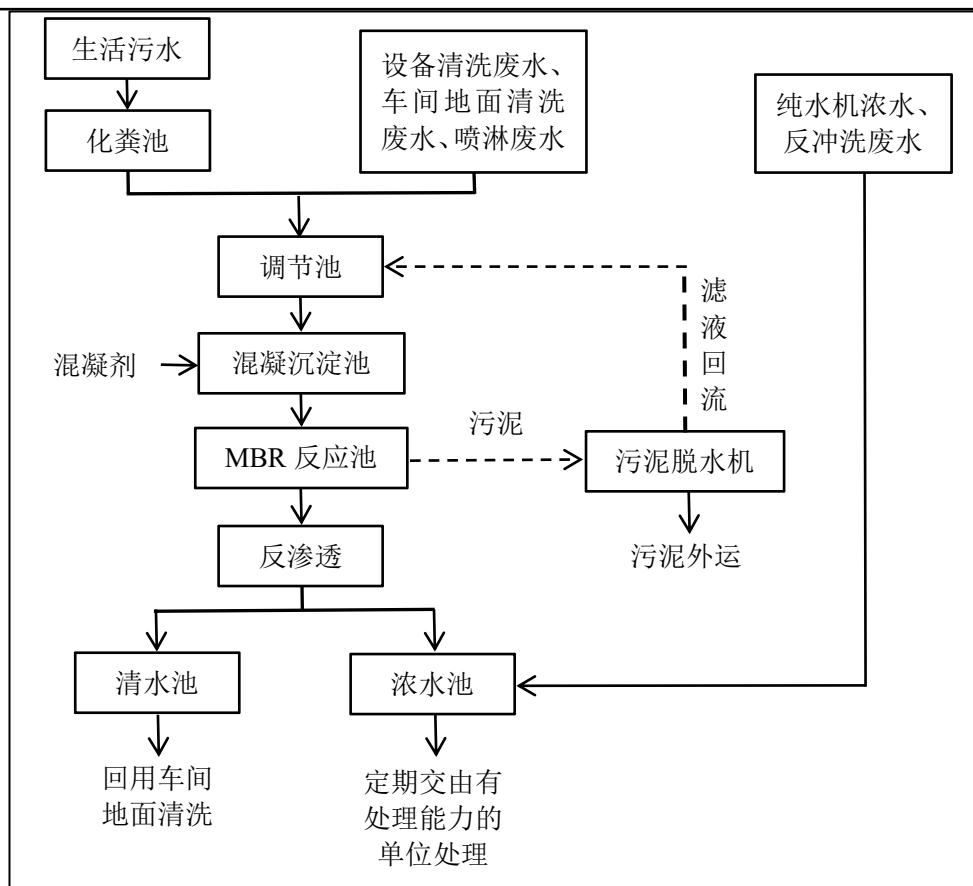 生活污水
设备清洗废水、
车间地面清洗
废水、喷淋废水
纯水机浓水、
反冲洗废水
化粪池
调节池
滤
液
回
流
混凝剂
混凝沉淀池
污泥
MBR 反应池
污泥脱水机
反渗透
污泥外运
清水池
浓水池
回用车间
地面清洗
定期交由有
处理能力的
单位处理